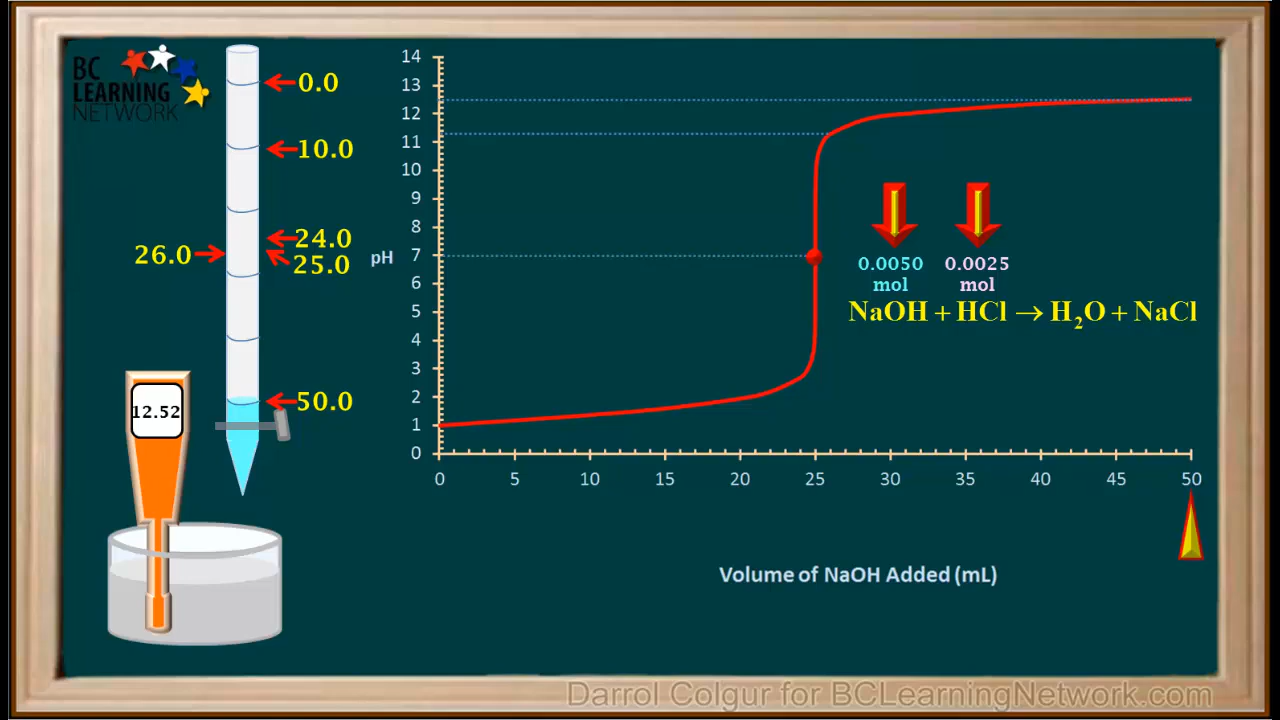 BC
LEARNING
NETWORK
0.0
10.0
24.0
26.0
25.0
50.0
12.52
pH
14
13
12
11
10
9
8
7
6
5
4
3
2
1
0
0 5 10 15 20 25 30 35 40 45 50
Volume of NaOH Added (mL)
0.0050 0.0025
mol mol
NaOH + HCl → H₂O + NaCl
Darrol Colgur for BCLearningNetwork.com